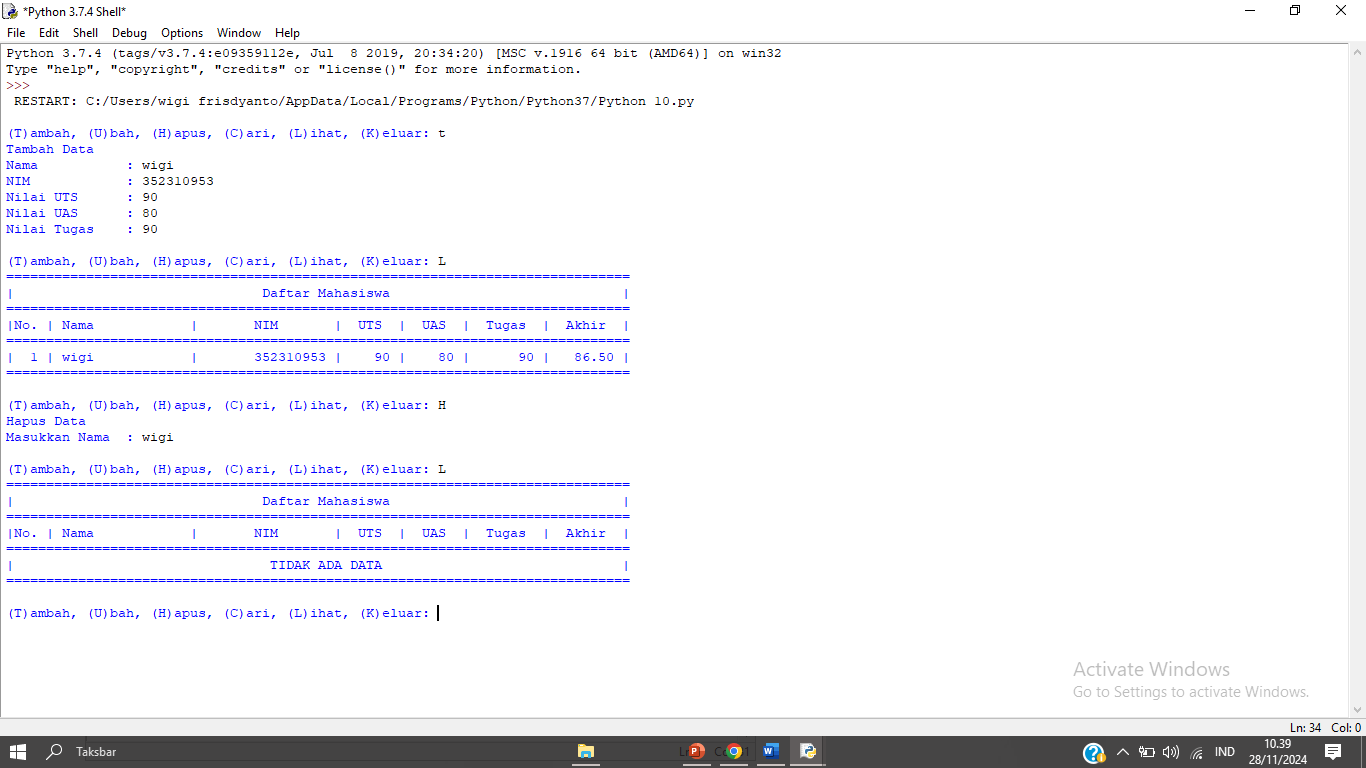 *Python 3.7.4 Shell*
File Edit Shell Debug Options Window Help
Python 3.7.4 (tags/v3.7.4:e09359112e, Jul  8 2019, 20:34:20) [MSC v.1916 64 bit (AMD64)] on win32
Type "help", "copyright", "credits" or "license()" for more information.
>>>
 RESTART: C:/Users/wigi frisdyanto/AppData/Local/Programs/Python/Python37/Python 10.py
(T)ambah, (U)bah, (H)apus, (C)ari, (L)ihat, (K)eluar: t
Tambah Data
Nama           : wigi
NIM            : 352310953
Nilai UTS      : 90
Nilai UAS      : 80
Nilai Tugas    : 90
(T)ambah, (U)bah, (H)apus, (C)ari, (L)ihat, (K)eluar: L
==============================================================================
|                               Daftar Mahasiswa                             |
==============================================================================
|No. | Nama            |       NIM       |  UTS  |  UAS  |  Tugas  |  Akhir  |
==============================================================================
|  1 | wigi            |       352310953 |    90 |    80 |      90 |   86.50 |
==============================================================================
(T)ambah, (U)bah, (H)apus, (C)ari, (L)ihat, (K)eluar: H
Hapus Data
Masukkan Nama  : wigi
(T)ambah, (U)bah, (H)apus, (C)ari, (L)ihat, (K)eluar: L
==============================================================================
|                               Daftar Mahasiswa                             |
==============================================================================
|No. | Nama            |       NIM       |  UTS  |  UAS  |  Tugas  |  Akhir  |
==============================================================================
|                                TIDAK ADA DATA                              |
==============================================================================
(T)ambah, (U)bah, (H)apus, (C)ari, (L)ihat, (K)eluar:
Activate Windows
Go to Settings to activate Windows.
Ln: 34 Col: 0
Taksbar
IND
10.39
28/11/2024